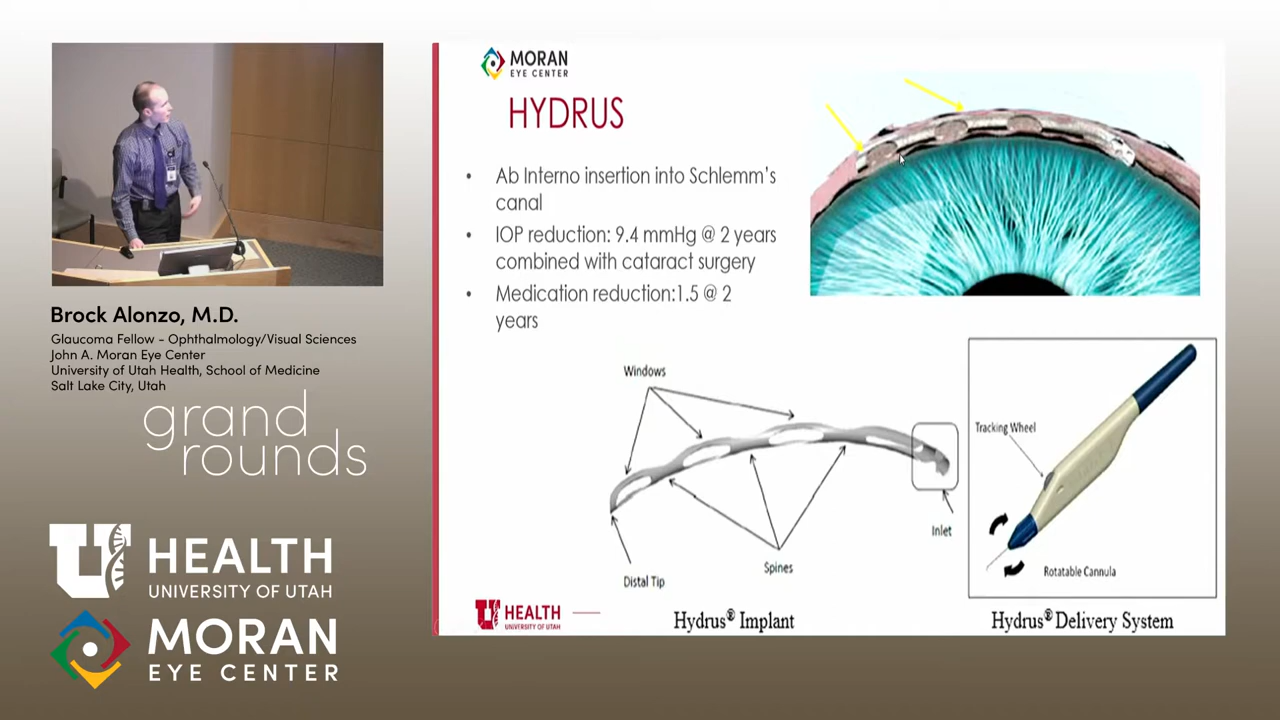 MORAN
EYE CENTER
HYDRUS
• Ab Interno insertion into Schlemm's
canal
• IOP reduction: 9.4 mmHg @ 2 years
combined with cataract surgery
• Medication reduction:1.5 @ 2
years
Windows
Distal Tip
Spines
Inlet
Hydrus® Implant
Tracking Wheel
Rotatable Cannula
Hydrus® Delivery System
U HEALTH
UNIVERSITY OF UTAH
Brock Alonzo, M.D.
Glaucoma Fellow - Ophthalmology/Visual Sciences
John A. Moran Eye Center
University of Utah Health, School of Medicine
Salt Lake City, Utah
grand
rounds
U HEALTH
UNIVERSITY OF UTAH
MORAN
EYE CENTER